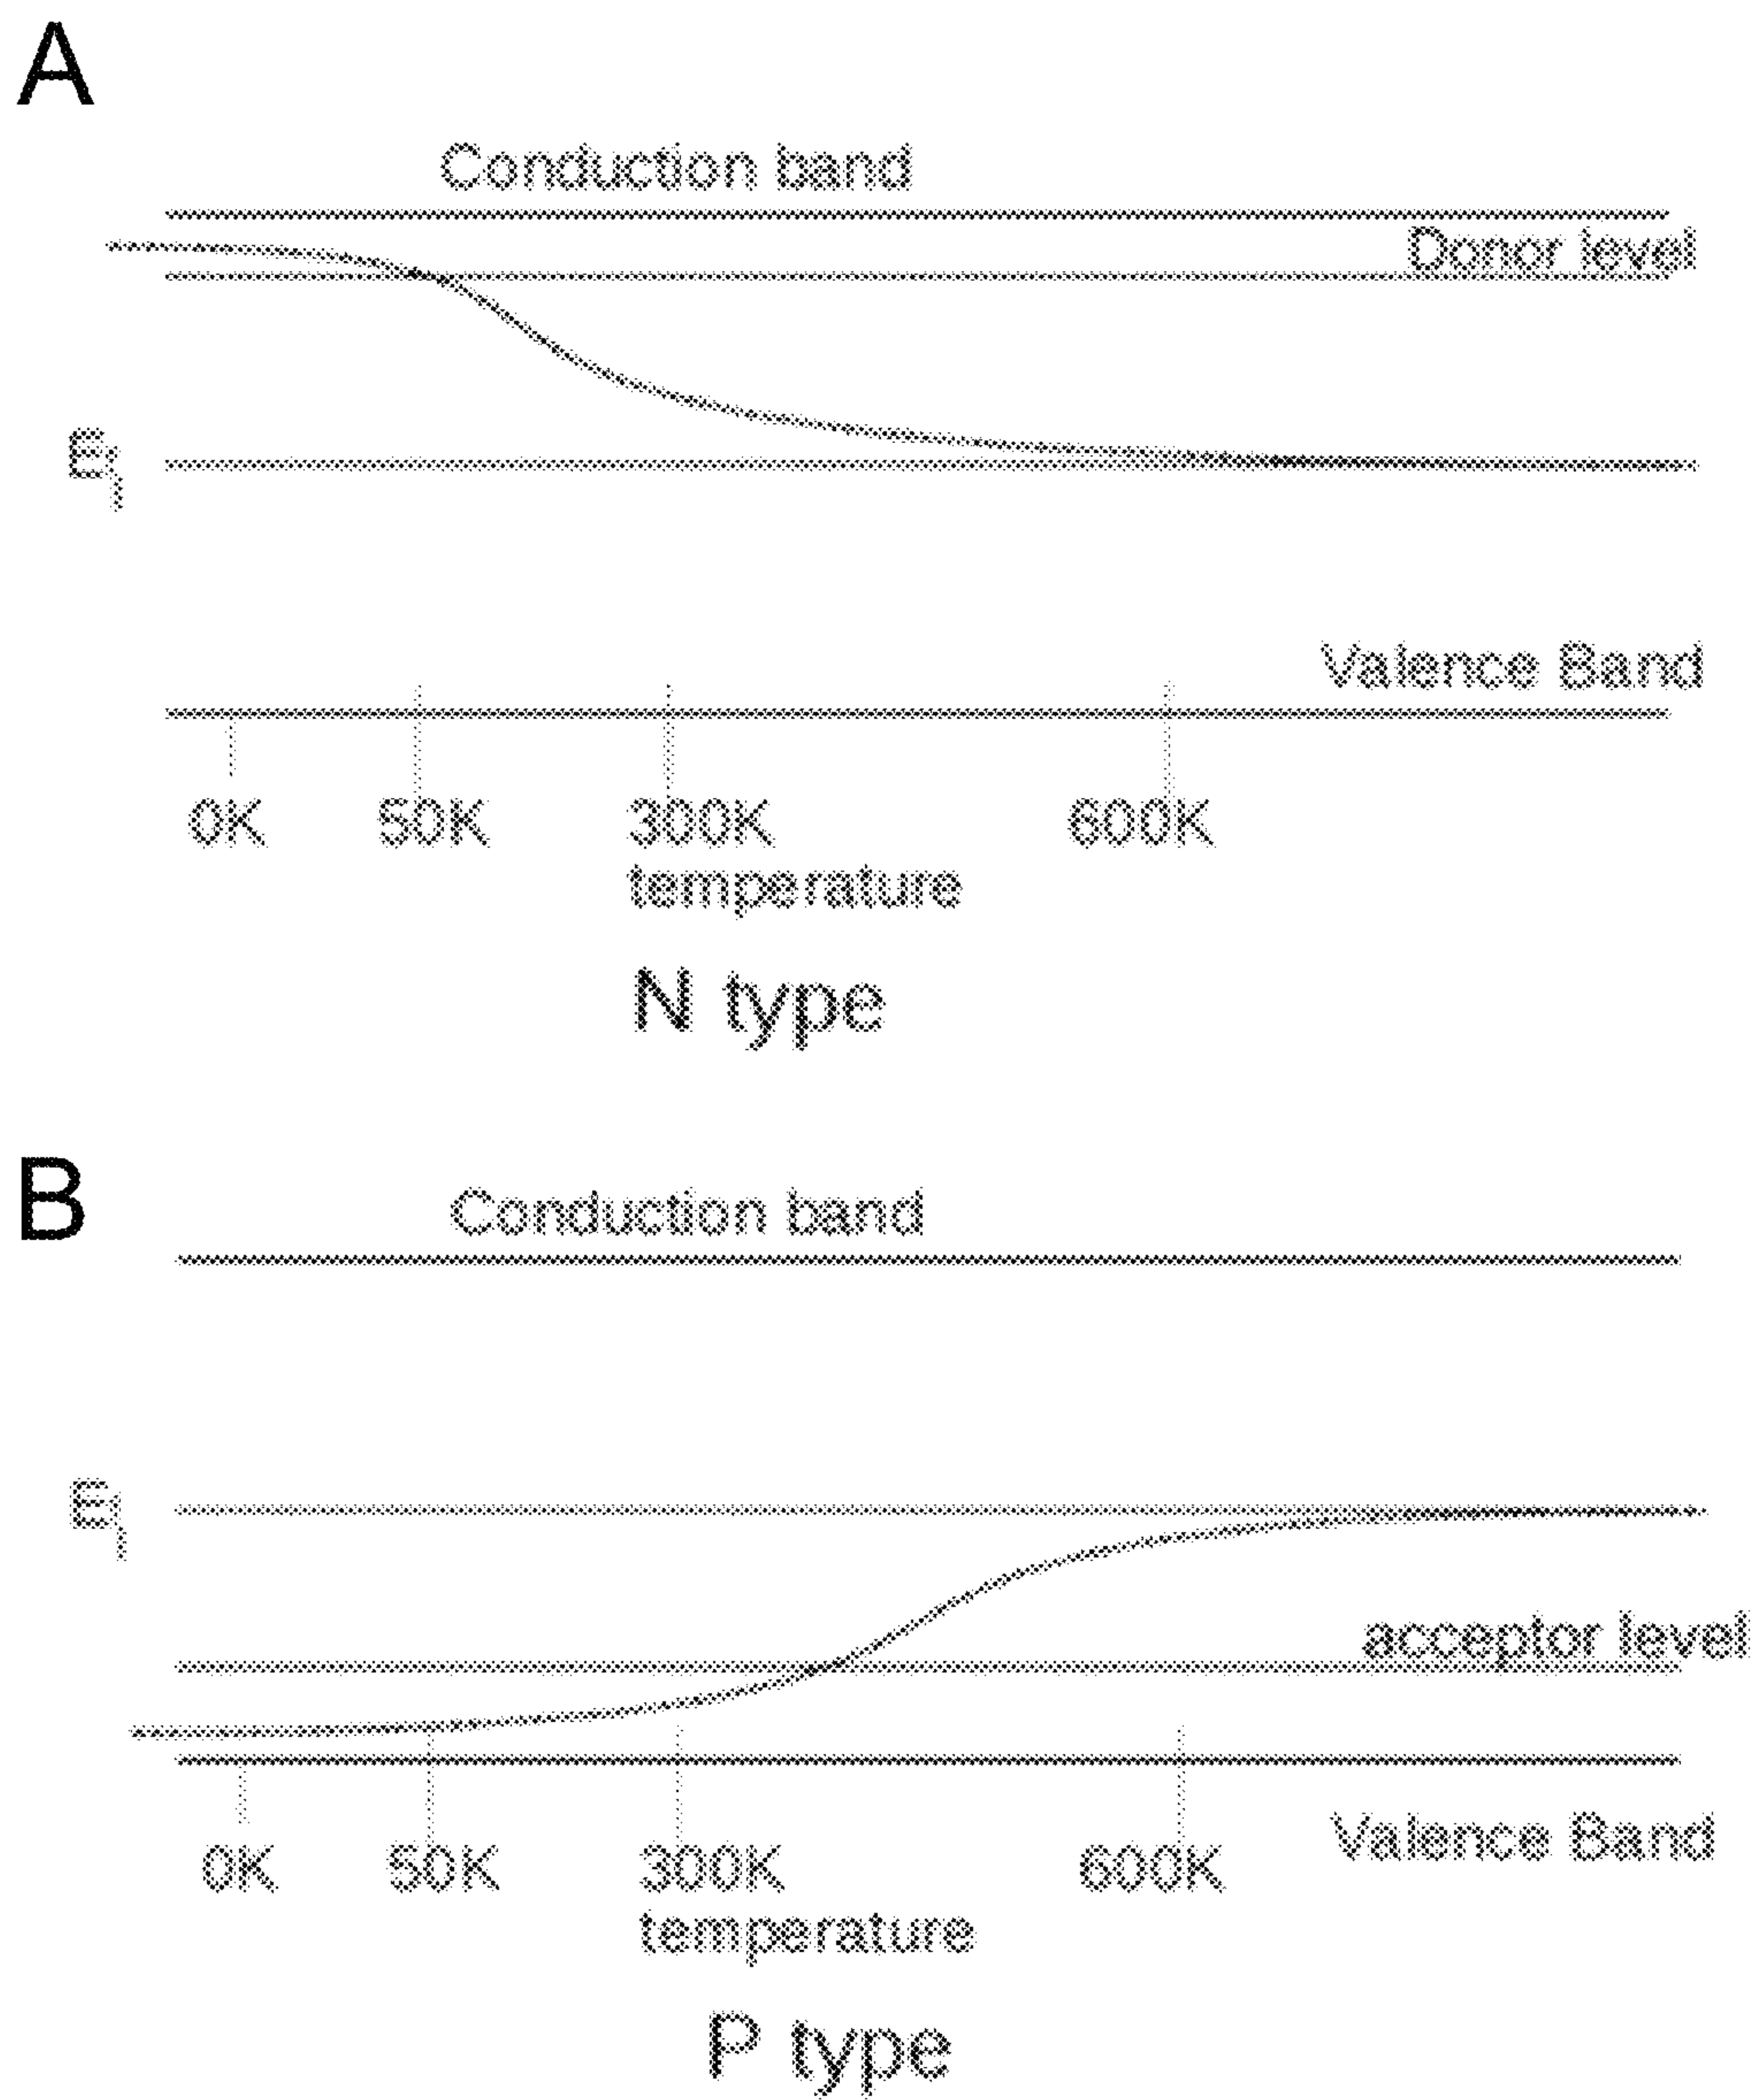 A
Conduction band
Donor level
Ei
Valence Band
0K 50K 300K 600K
temperature
N type
B
Conduction band
Ei
acceptor level
0K 50K 300K 600K
Valence Band
temperature
P type